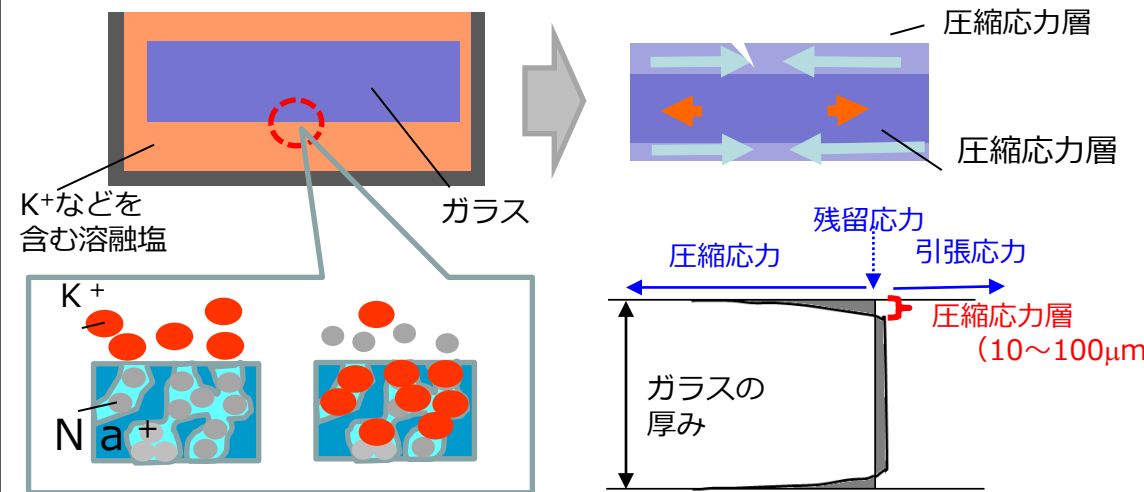 圧縮応力層
圧縮応力層
K⁺などを
含む溶融塩
ガラス
残留応力
圧縮応力
引張応力
K⁺
Na⁺
圧縮応力層
（10～100μm
ガラスの
厚み